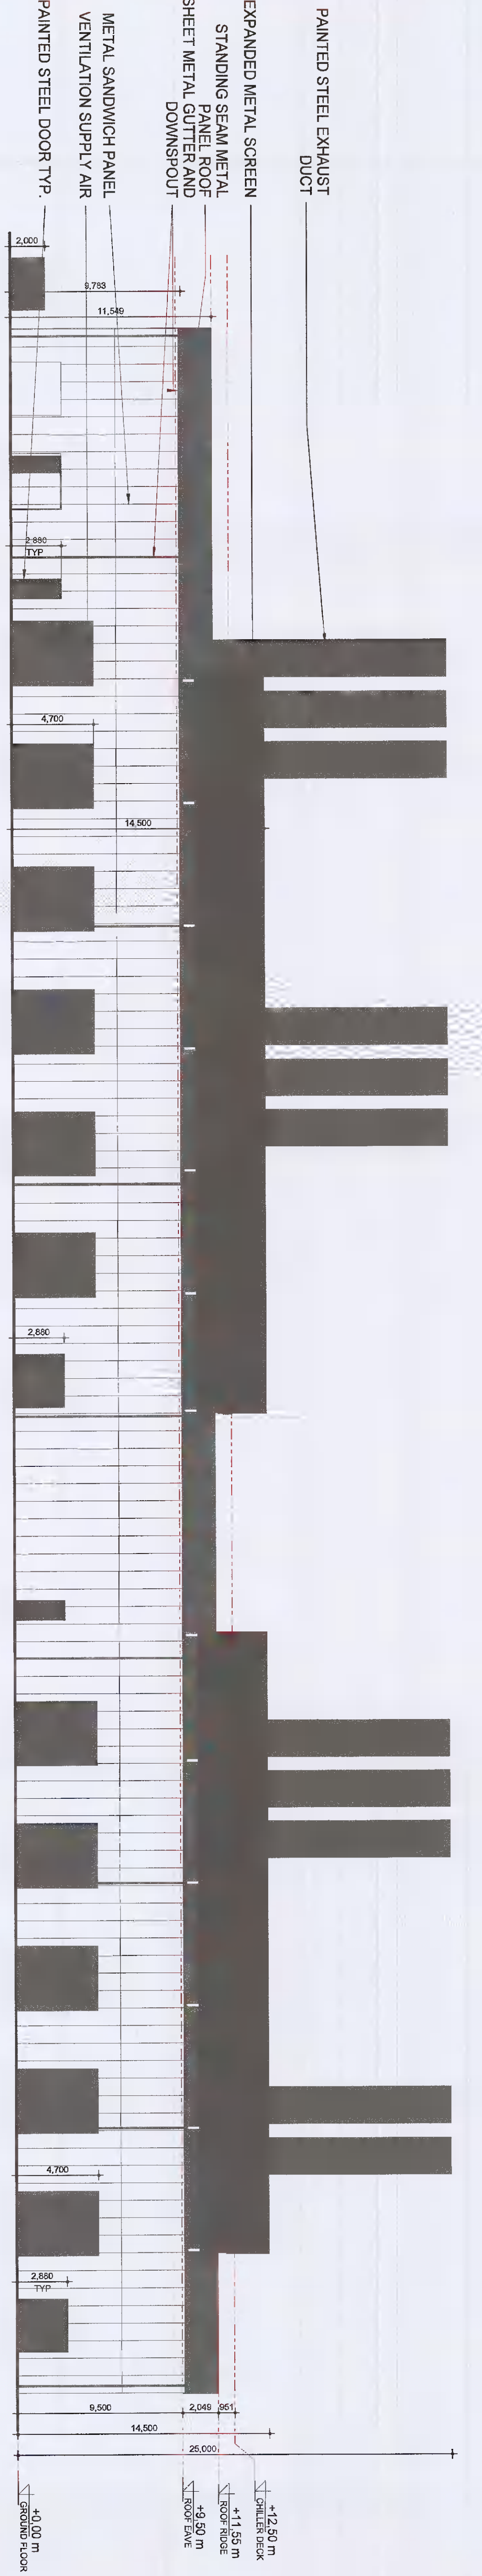 PAINTED STEEL EXHAUST
DUCT
EXPANDED METAL SCREEN
STANDING SEAM METAL
PANEL ROOF
SHEET METAL GUTTER AND
DOWNSPOUT
METAL SANDWICH PANEL
VENTILATION SUPPLY AIR
PAINTED STEEL DOOR TYP.
2,000
9,763
11,549
2,880
TYP
4,700
14,500
2,880
4,700
2,880
TYP
9,500
2,049
951
14,500
25,000
+12,50 m
CHILLER DECK
+11,55 m
ROOF RIDGE
+9,50 m
ROOF EAVE
+0,00 m
GROUND FLOOR